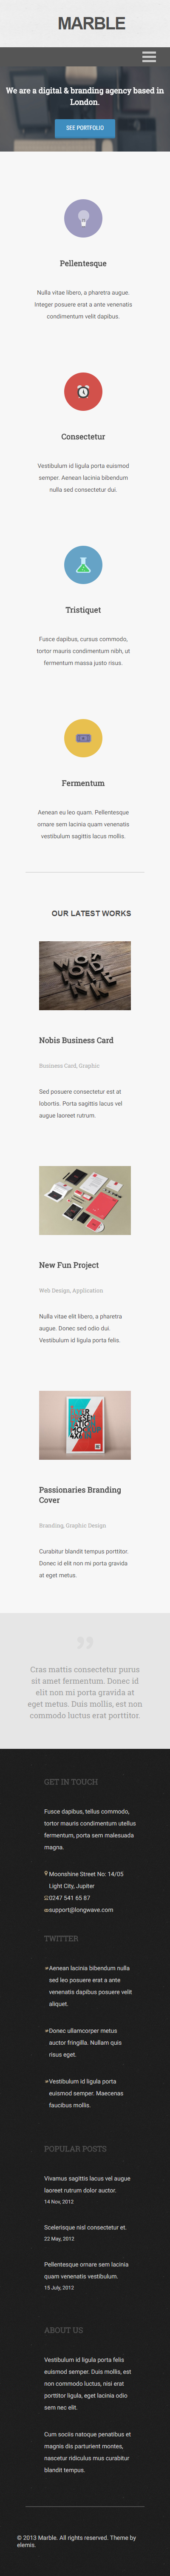 MARBLE
We are a digital & branding agency based in
London.
SEE PORTFOLIO
Pellentesque
Nulla vitae libero, a pharetra augue.
Integer posuere erat a ante venenatis
condimentum velit dapibus.
Consectetur
Vestibulum id ligula porta euismod
semper. Aenean lacinia bibendum
nulla sed consectetur dui.
Tristiquet
Fusce dapibus, cursus commodo,
tortor mauris condimentum nibh, ut
fermentum massa justo risus.
Fermentum
Aenean eu leo quam. Pellentesque
ornare sem lacinia quam venenatis
vestibulum sagittis lacus mollis.
OUR LATEST WORKS
Nobis Business Card
Business Card, Graphic
Sed posuere consectetur est at
lobortis. Porta sagittis lacus vel
augue laoreet rutrum.
New Fun Project
Web Design, Application
Nulla vitae elit libero, a pharetra
augue. Donec sed odio dui.
Vestibulum id ligula porta felis.
Passionaries Branding
Cover
Branding, Graphic Design
Curabitur blandit tempus porttitor.
Donec id elit non mi porta gravida
at eget metus.
Cras mattis consectetur purus
sit amet fermentum. Donec id
elit non mi porta gravida at
eget metus. Duis mollis, est non
commodo luctus erat porttitor.
GET IN TOUCH
Fusce dapibus, tellus commodo,
tortor mauris condimentum utellus
fermentum, porta sem malesuada
magna.
Moonshine Street No: 14/05
Light City, Jupiter
0247 541 65 87
support@longwave.com
TWITTER
Aenean lacinia bibendum nulla
sed leo posuere erat a ante
venenatis dapibus posuere velit
aliquet.
Donec ullamcorper metus
auctor fringilla. Nullam quis
risus eget.
Vestibulum id ligula porta
euismod semper. Maecenas
faucibus mollis.
POPULAR POSTS
Vivamus sagittis lacus vel augue
laoreet rutrum dolor auctor.
14 Nov, 2012
Scelerisque nisl consectetur et.
22 May, 2012
Pellentesque ornare sem lacinia
quam venenatis vestibulum.
15 July, 2012
ABOUT US
Vestibulum id ligula porta felis
euismod semper. Duis mollis, est
non commodo luctus, nisi erat
porttitor ligula, eget lacinia odio
sem nec elit.
Cum sociis natoque penatibus et
magnis dis parturient montes,
nascetur ridiculus mus curabitur
blandit tempus.
© 2013 Marble. All rights reserved. Theme by
elemis.